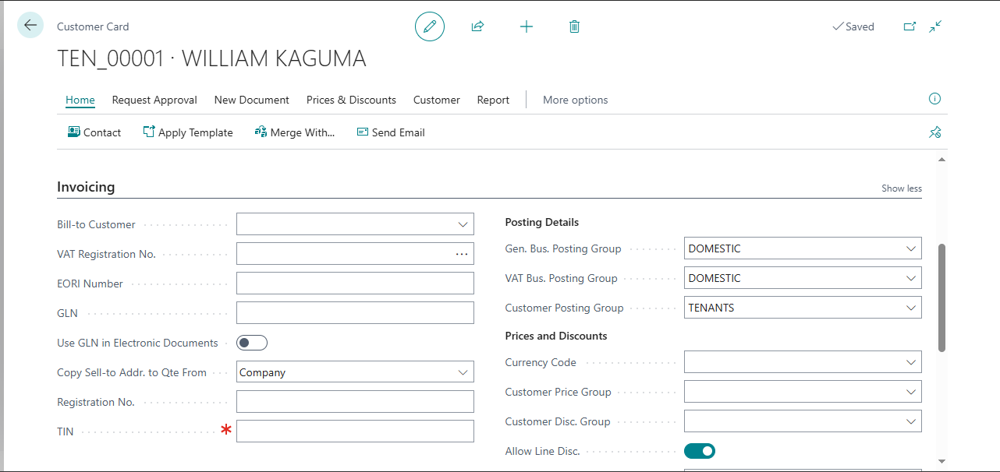 Customer Card
Saved
TEN_00001 · WILLIAM KAGUMA
Home Request Approval New Document Prices & Discounts Customer Report More options
Contact Apply Template Merge With... Send Email
Invoicing
Show less
Bill-to Customer
VAT Registration No.
EORI Number
GLN
Use GLN in Electronic Documents
Copy Sell-to Addr. to Qte From Company
Registration No.
TIN *
Posting Details
Gen. Bus. Posting Group DOMESTIC
VAT Bus. Posting Group DOMESTIC
Customer Posting Group TENANTS
Prices and Discounts
Currency Code
Customer Price Group
Customer Disc. Group
Allow Line Disc.